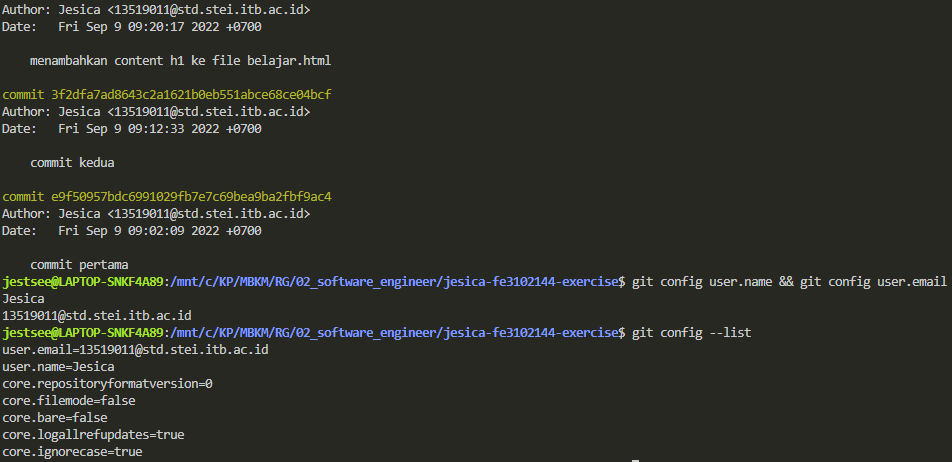 Author: Jesica <13519011@std.stei.itb.ac.id>
Date:   Fri Sep 9 09:20:17 2022 +0700
    menambahkan content h1 ke file belajar.html
commit 3f2dfa7ad8643c2a1621b0eb551abce68ce04bcf
Author: Jesica <13519011@std.stei.itb.ac.id>
Date:   Fri Sep 9 09:12:33 2022 +0700
    commit kedua
commit e9f50957bdc6991029fb7e7c69bea9ba2fbf9ac4
Author: Jesica <13519011@std.stei.itb.ac.id>
Date:   Fri Sep 9 09:02:09 2022 +0700
    commit pertama
jestsee@LAPTOP-SNKF4A89:/mnt/c/KP/MBKM/RG/02_software_engineer/jesica-fe3102144-exercise$ git config user.name && git config user.email
Jesica
13519011@std.stei.itb.ac.id
jestsee@LAPTOP-SNKF4A89:/mnt/c/KP/MBKM/RG/02_software_engineer/jesica-fe3102144-exercise$ git config --list
user.email=13519011@std.stei.itb.ac.id
user.name=Jesica
core.repositoryformatversion=0
core.filemode=false
core.bare=false
core.logallrefupdates=true
core.ignorecase=true